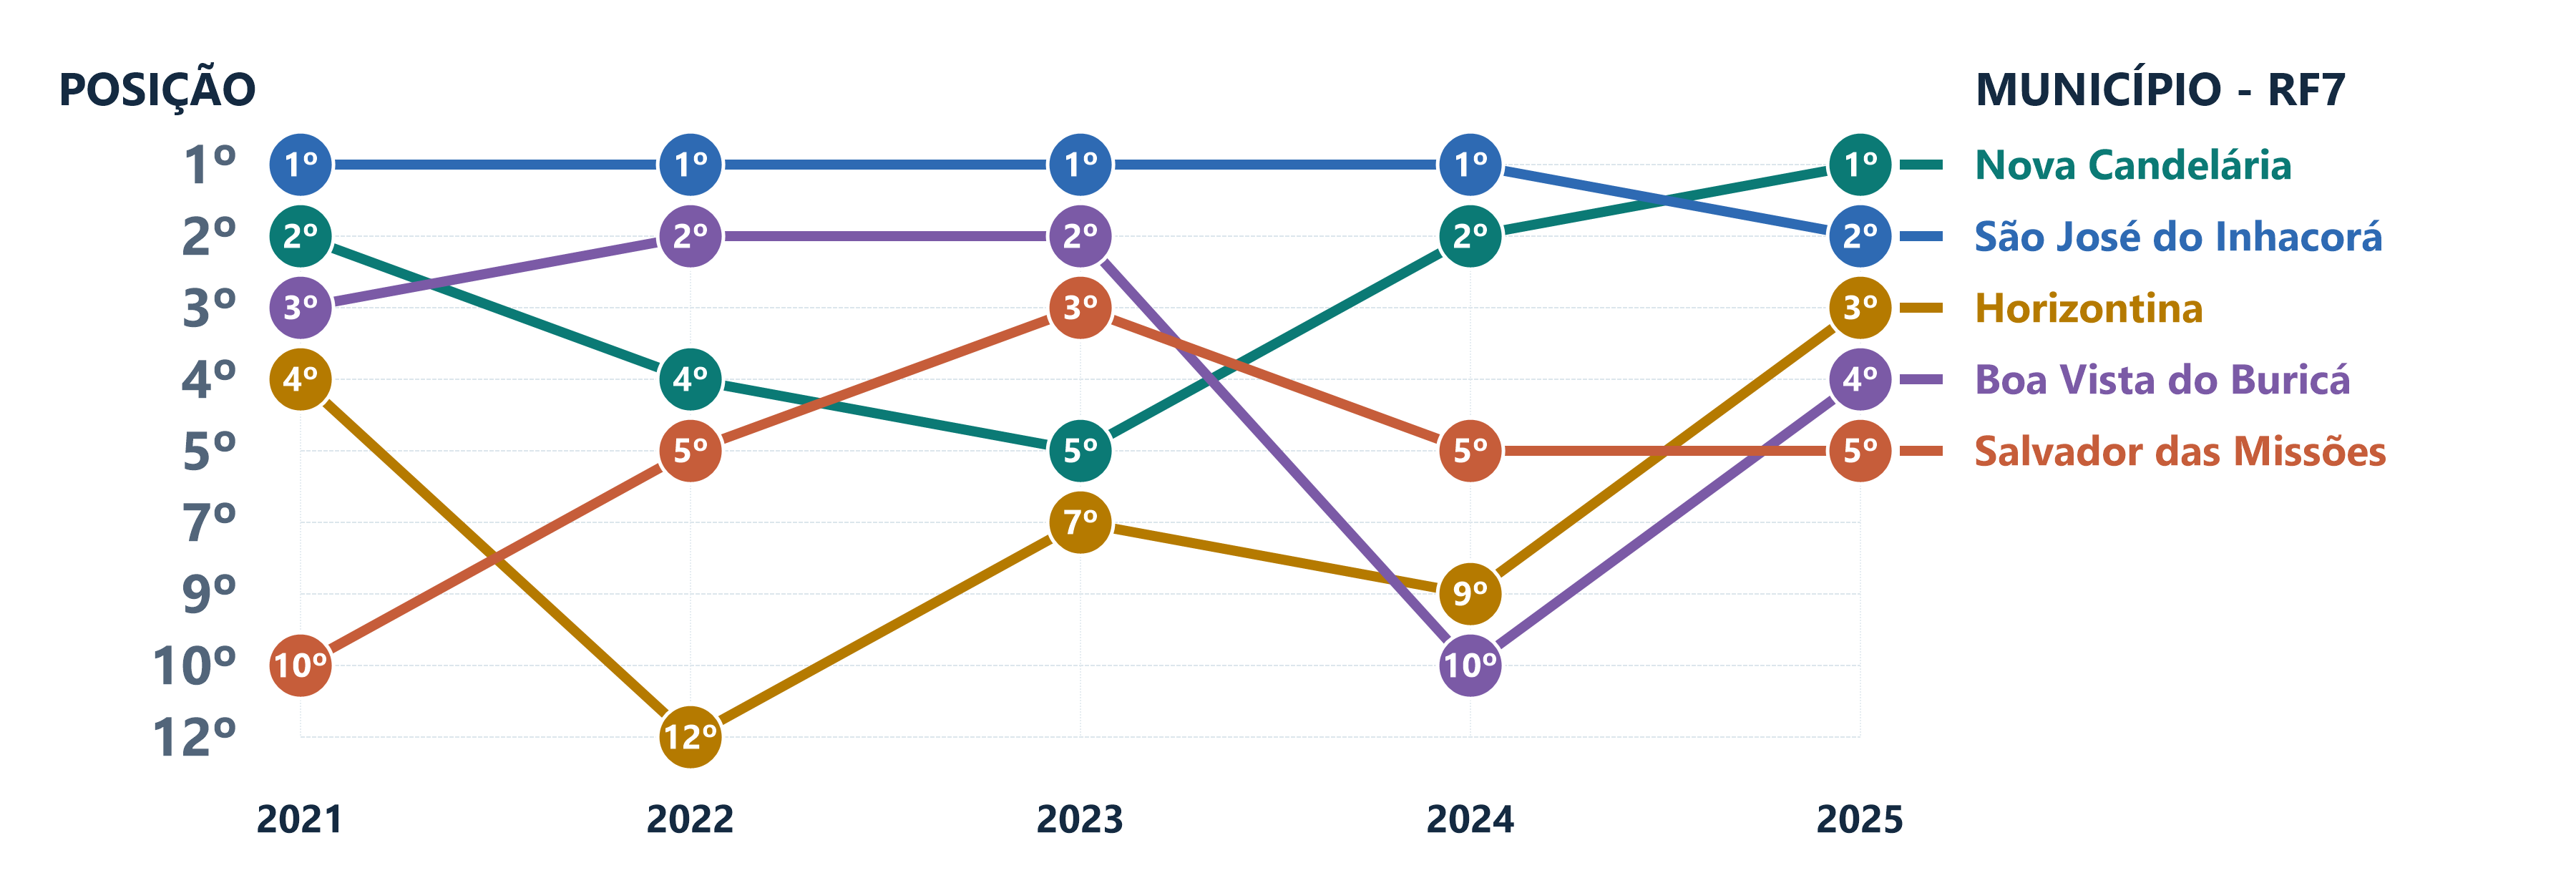 POSIÇÃO
MUNICÍPIO - RF7
1º 1º 1º 1º 1º 1º Nova Candelária
2º 2º 2º 2º 2º 2º São José do Inhacorá
3º 3º 3º 3º Horizontina
4º 4º 4º 4º Boa Vista do Buricá
5º 5º 5º 5º 5º Salvador das Missões
7º 7º
9º 9º
10º 10º 10º
12º 12º
2021 2022 2023 2024 2025